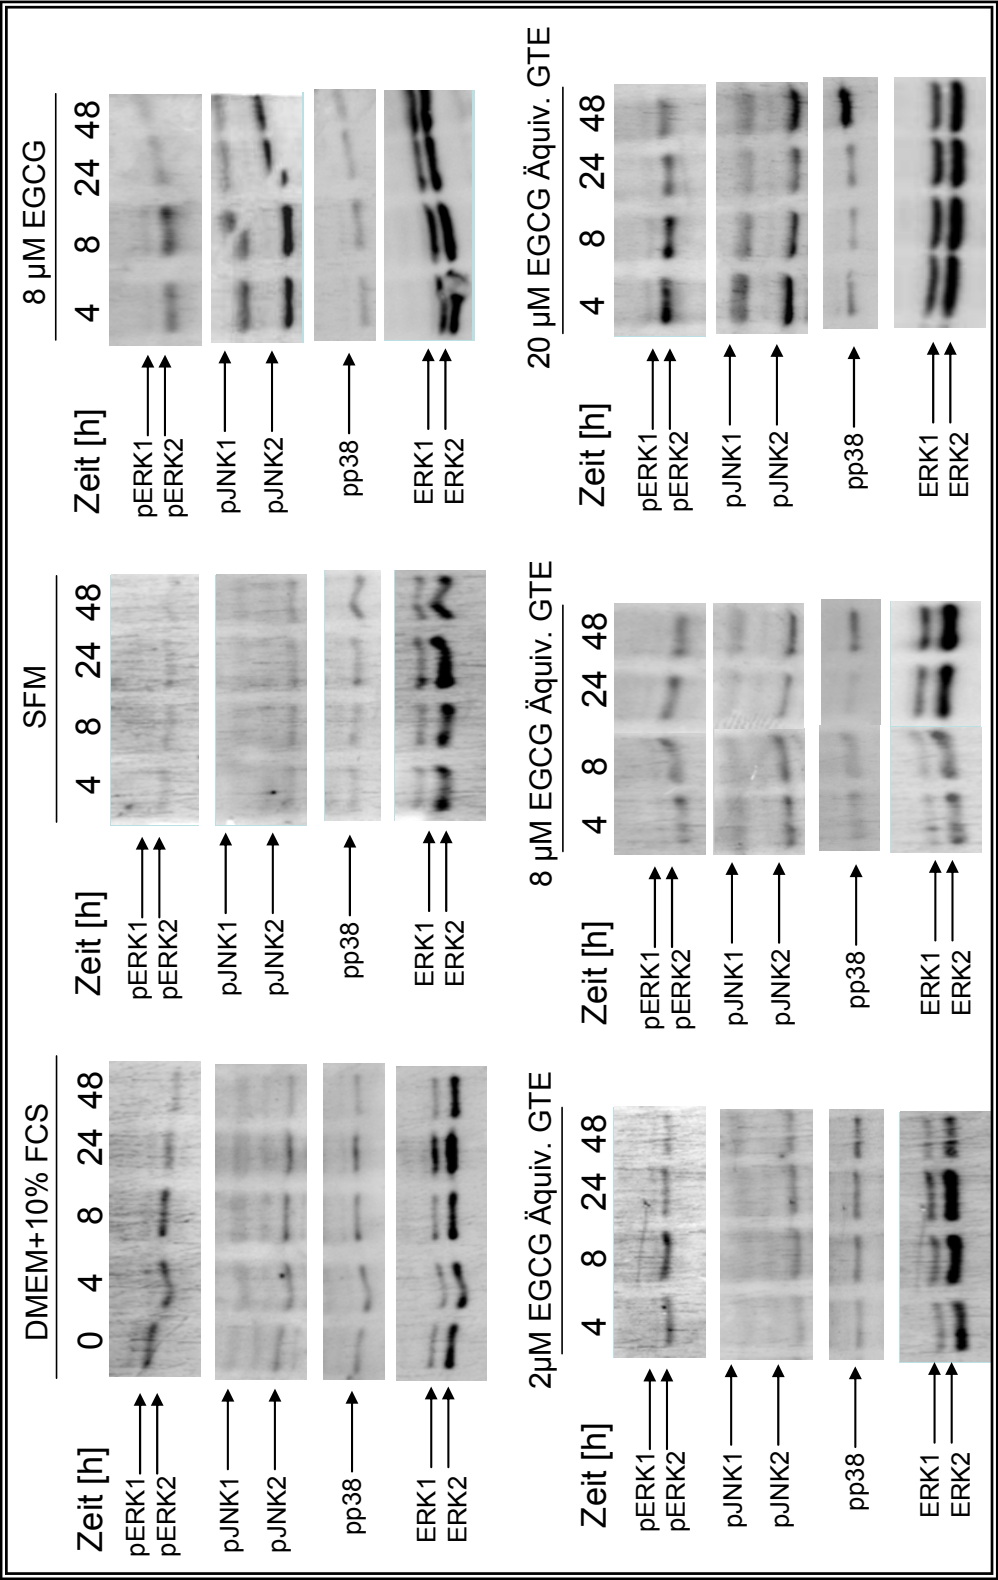 DMEM+10% FCS
Zeit [h] 0 4 8 24 48
pERK1
pERK2
pJNK1
pJNK2
pp38
ERK1
ERK2
SFM
Zeit [h] 4 8 24 48
pERK1
pERK2
pJNK1
pJNK2
pp38
ERK1
ERK2
8 µM EGCG
Zeit [h] 4 8 24 48
pERK1
pERK2
pJNK1
pJNK2
pp38
ERK1
ERK2
2µM EGCG Äquiv. GTE
Zeit [h] 4 8 24 48
pERK1
pERK2
pJNK1
pJNK2
pp38
ERK1
ERK2
8 µM EGCG Äquiv. GTE
Zeit [h] 4 8 24 48
pERK1
pERK2
pJNK1
pJNK2
pp38
ERK1
ERK2
20 µM EGCG Äquiv. GTE
Zeit [h] 4 8 24 48
pERK1
pERK2
pJNK1
pJNK2
pp38
ERK1
ERK2